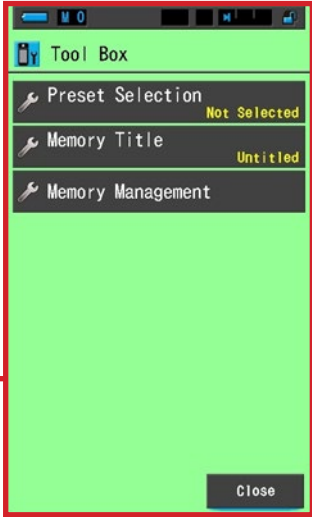 M 0
Tool Box
Preset Selection
Not Selected
Memory Title
Untitled
Memory Management
Close